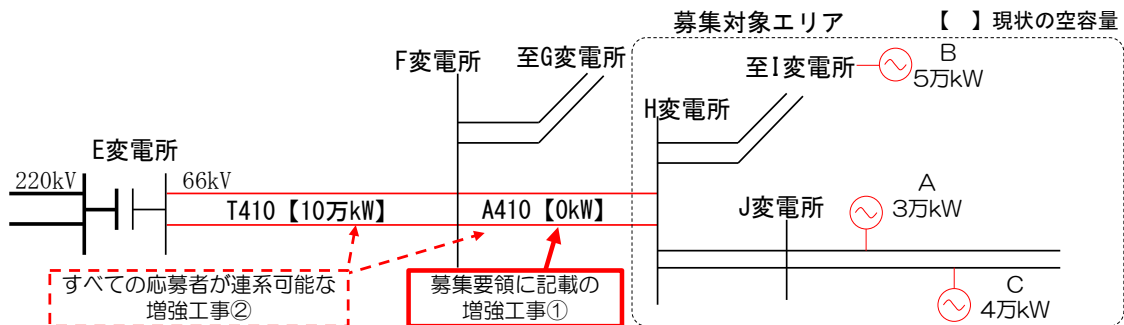 募集対象エリア
【 】現状の空容量
F変電所
至G変電所
至I変電所
B
5万kW
H変電所
E変電所
220kV
66kV
T410【10万kW】
A410【0kW】
J変電所
A
3万kW
すべての応募者が連系可能な
増強工事②
募集要領に記載の
増強工事①
C
4万kW